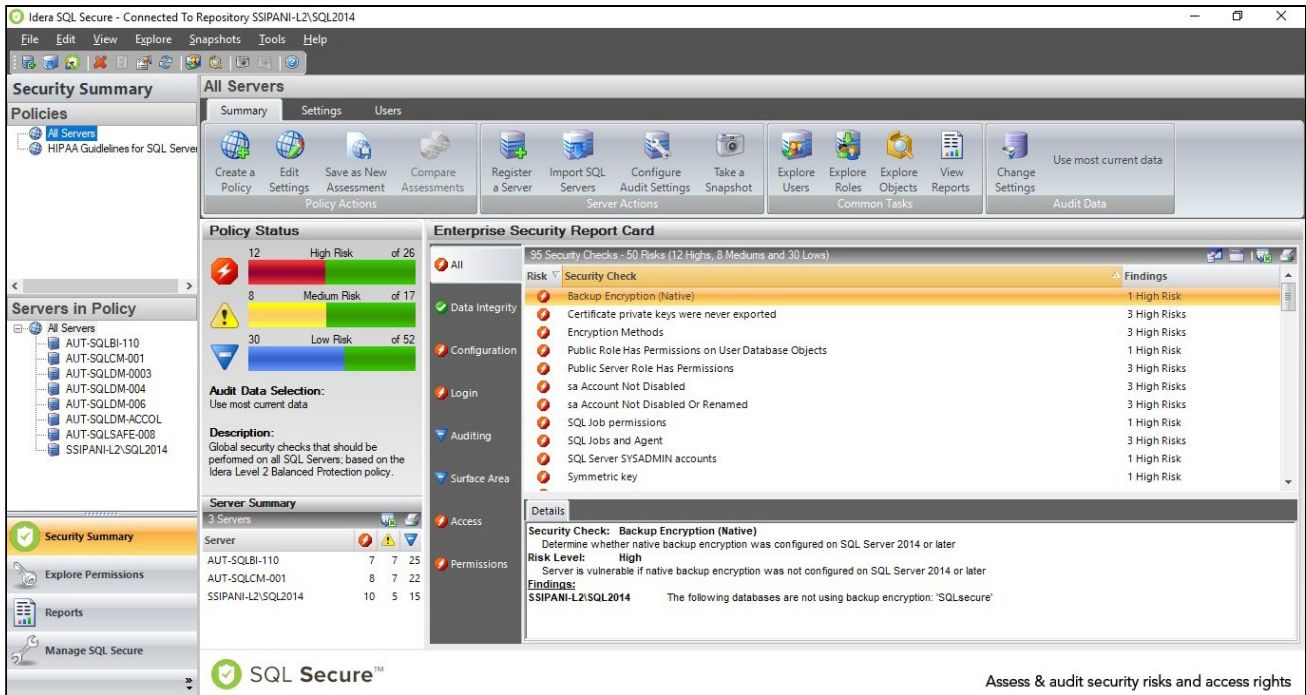 Idera SQL Secure - Connected To Repository SSIPANI-L2\SQL2014
File Edit View Explore Snapshots Tools Help
Security Summary
Policies
All Servers
HIPAA Guidlelines for SQL Server
Servers in Policy
All Servers
AUT-SQLBI-110
AUT-SQLCM-001
AUT-SQLDM-0003
AUT-SQLDM-004
AUT-SQLDM-006
AUT-SQLDM-ACCOL
AUT-SQLSAFE-008
SSIPANI-L2\SQL2014
Security Summary
Explore Permissions
Reports
Manage SQL Secure
All Servers
Summary Settings Users
Create a Policy
Edit Settings
Save as New Assessment
Compare Assessments
Policy Actions
Register a Server
Import SQL Servers
Configure Audit Settings
Take a Snapshot
Server Actions
Explore Users
Explore Roles
Explore Objects
View Reports
Common Tasks
Change Settings
Use most current data
Audit Data
Policy Status
12 High Risk of 26
8 Medium Risk of 17
30 Low Risk of 52
Audit Data Selection:
Use most current data
Description:
Global security checks that should be
performed on all SQL Servers; based on the
Idera Level 2 Balanced Protection policy.
Server Summary
3 Servers
Server
AUT-SQLBI-110 7 7 25
AUT-SQLCM-001 8 7 22
SSIPANI-L2\SQL2014 10 5 15
Enterprise Security Report Card
All
Data Integrity
Configuration
Login
Auditing
Surface Area
Access
Permissions
95 Security Checks - 50 Risks (12 Highs, 8 Mediums and 30 Lows)
Risk Security Check Findings
Backup Encryption (Native) 1 High Risk
Certificate private keys were never exported 3 High Risks
Encryption Methods 3 High Risks
Public Role Has Permissions on User Database Objects 1 High Risk
Public Server Role Has Permissions 3 High Risks
sa Account Not Disabled 3 High Risks
sa Account Not Disabled Or Renamed 3 High Risks
SQL Job permissions 1 High Risk
SQL Jobs and Agent 3 High Risks
SQL Server SYSADMIN accounts 1 High Risk
Symmetric key 1 High Risk
Details
Security Check: Backup Encryption (Native)
Determine whether native backup encryption was configured on SQL Server 2014 or later
Risk Level: High
Server is vulnerable if native backup encryption was not configured on SQL Server 2014 or later
Findings:
SSIPANI-L2\SQL2014 The following databases are not using backup encryption: 'SQLsecure'
SQL Secure™
Assess & audit security risks and access rights